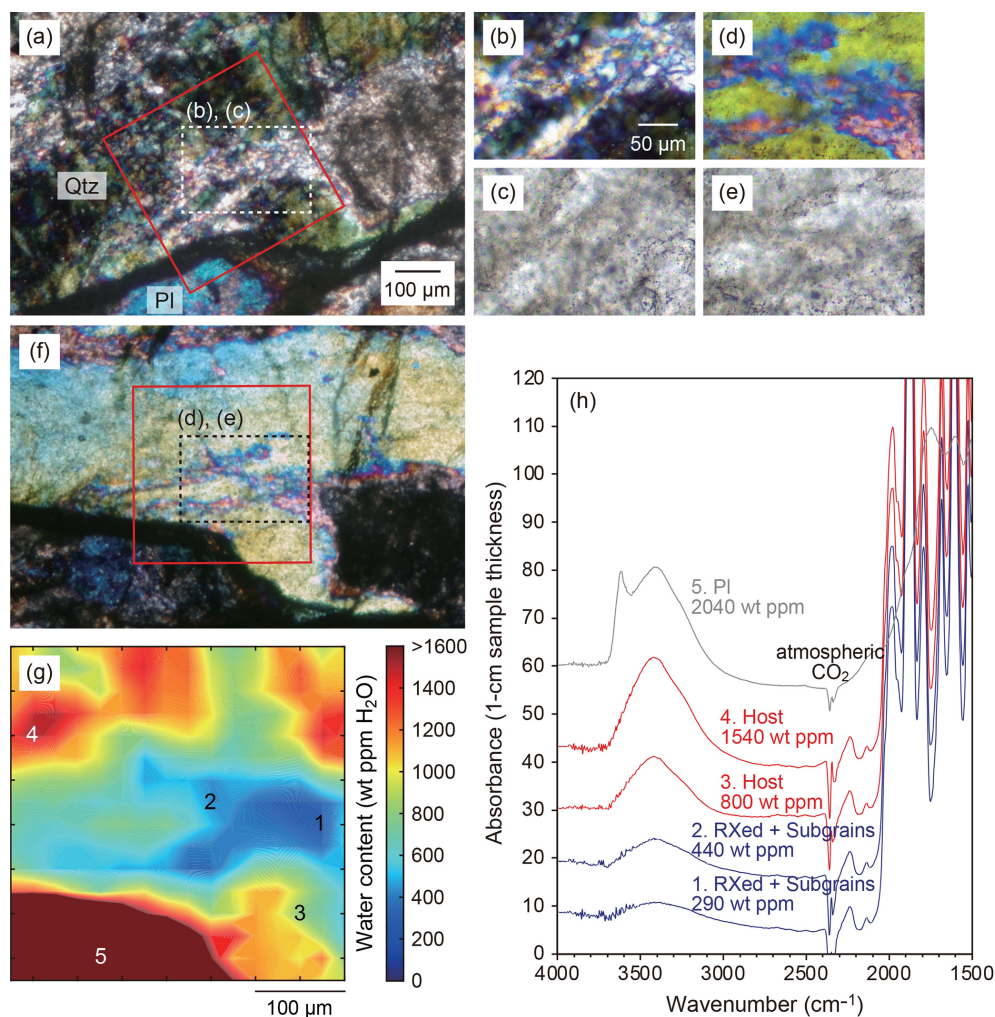 (a)
(b), (c)
Qtz
Pl
100 µm
(b)
50 µm
(d)
(c)
(e)
(f)
(d), (e)
(g)
4
2
1
3
5
100 µm
>1600
1400
1200
1000
800
600
400
200
0
Water content (wt ppm H₂O)
(h)
120
110
100
90
80
70
60
50
40
30
20
10
0
Absorbance (1-cm sample thickness)
5. Pl
2040 wt ppm
atmospheric
CO₂
4. Host
1540 wt ppm
3. Host
800 wt ppm
2. RXed + Subgrains
440 wt ppm
1. RXed + Subgrains
290 wt ppm
4000 3500 3000 2500 2000 1500
Wavenumber (cm⁻¹)